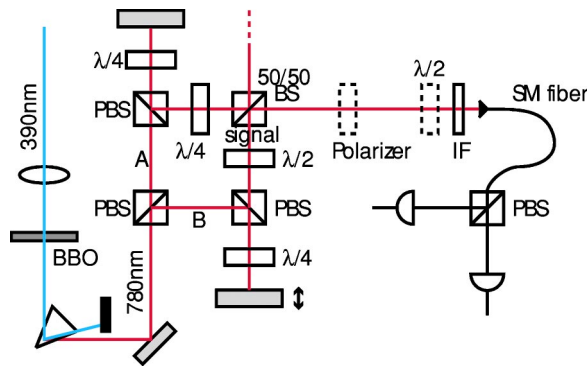 390nm
BBO
780nm
λ/4
PBS
A
PBS
B
λ/4
50/50
BS
signal
λ/2
PBS
λ/4
Polarizer
λ/2
IF
SM fiber
PBS